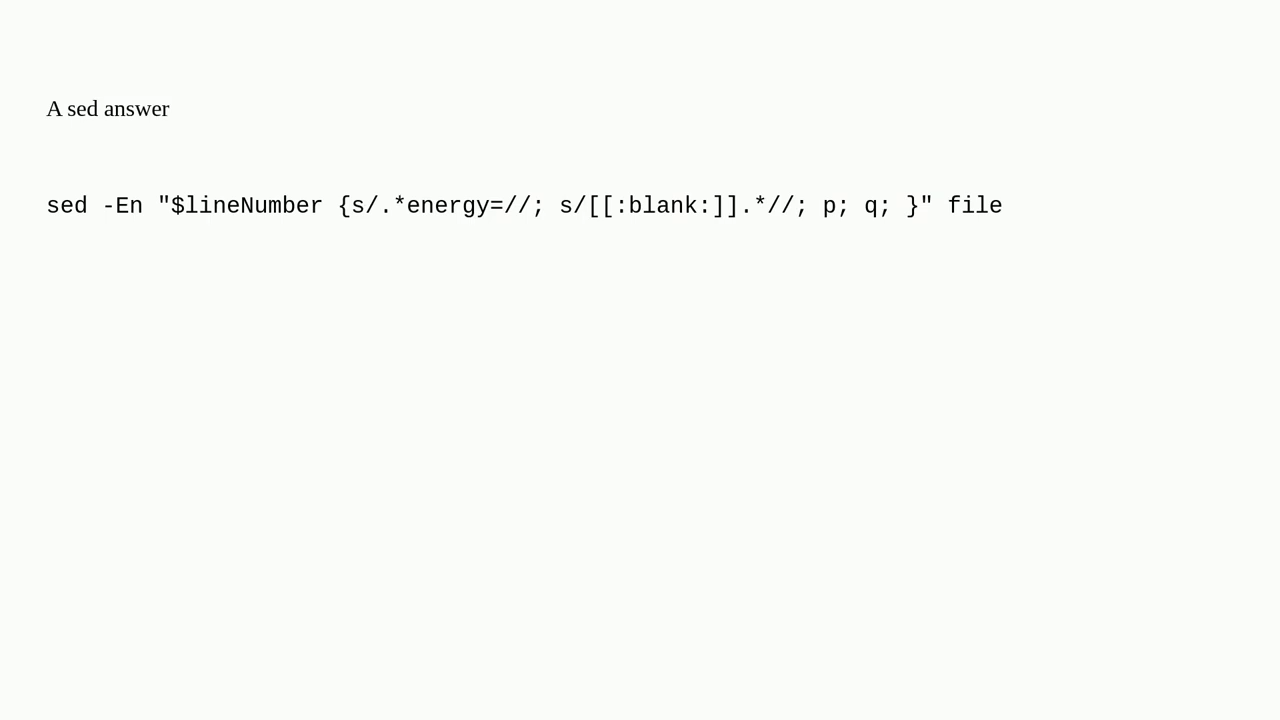 A sed answer
sed -En "$lineNumber {s/.*energy=//; s/[[:blank:]].*//; p; q; }" file